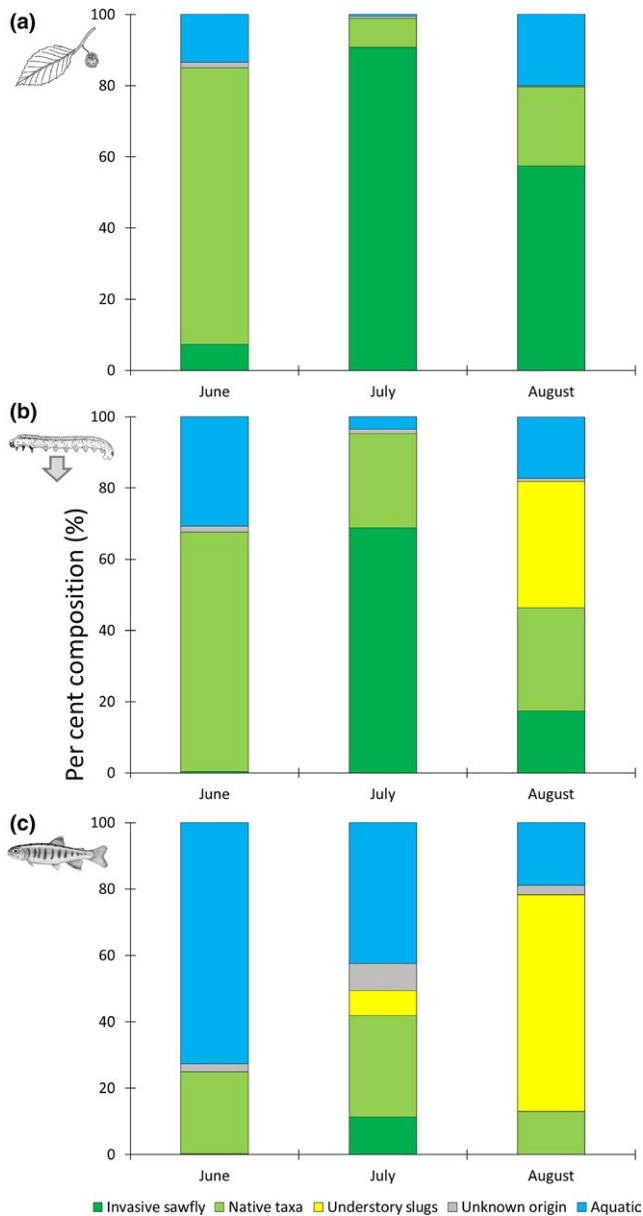 (a)
100
80
60
40
20
0
June July August
(b)
Per cent composition (%)
100
80
60
40
20
0
June July August
(c)
100
80
60
40
20
0
June July August
Invasive sawfly Native taxa Understory slugs Unknown origin Aquatic